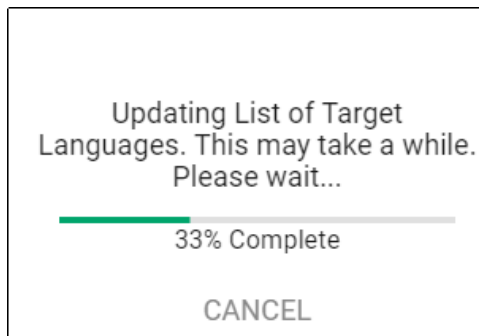 Updating List of Target
Languages. This may take a while.
Please wait...
33% Complete
CANCEL